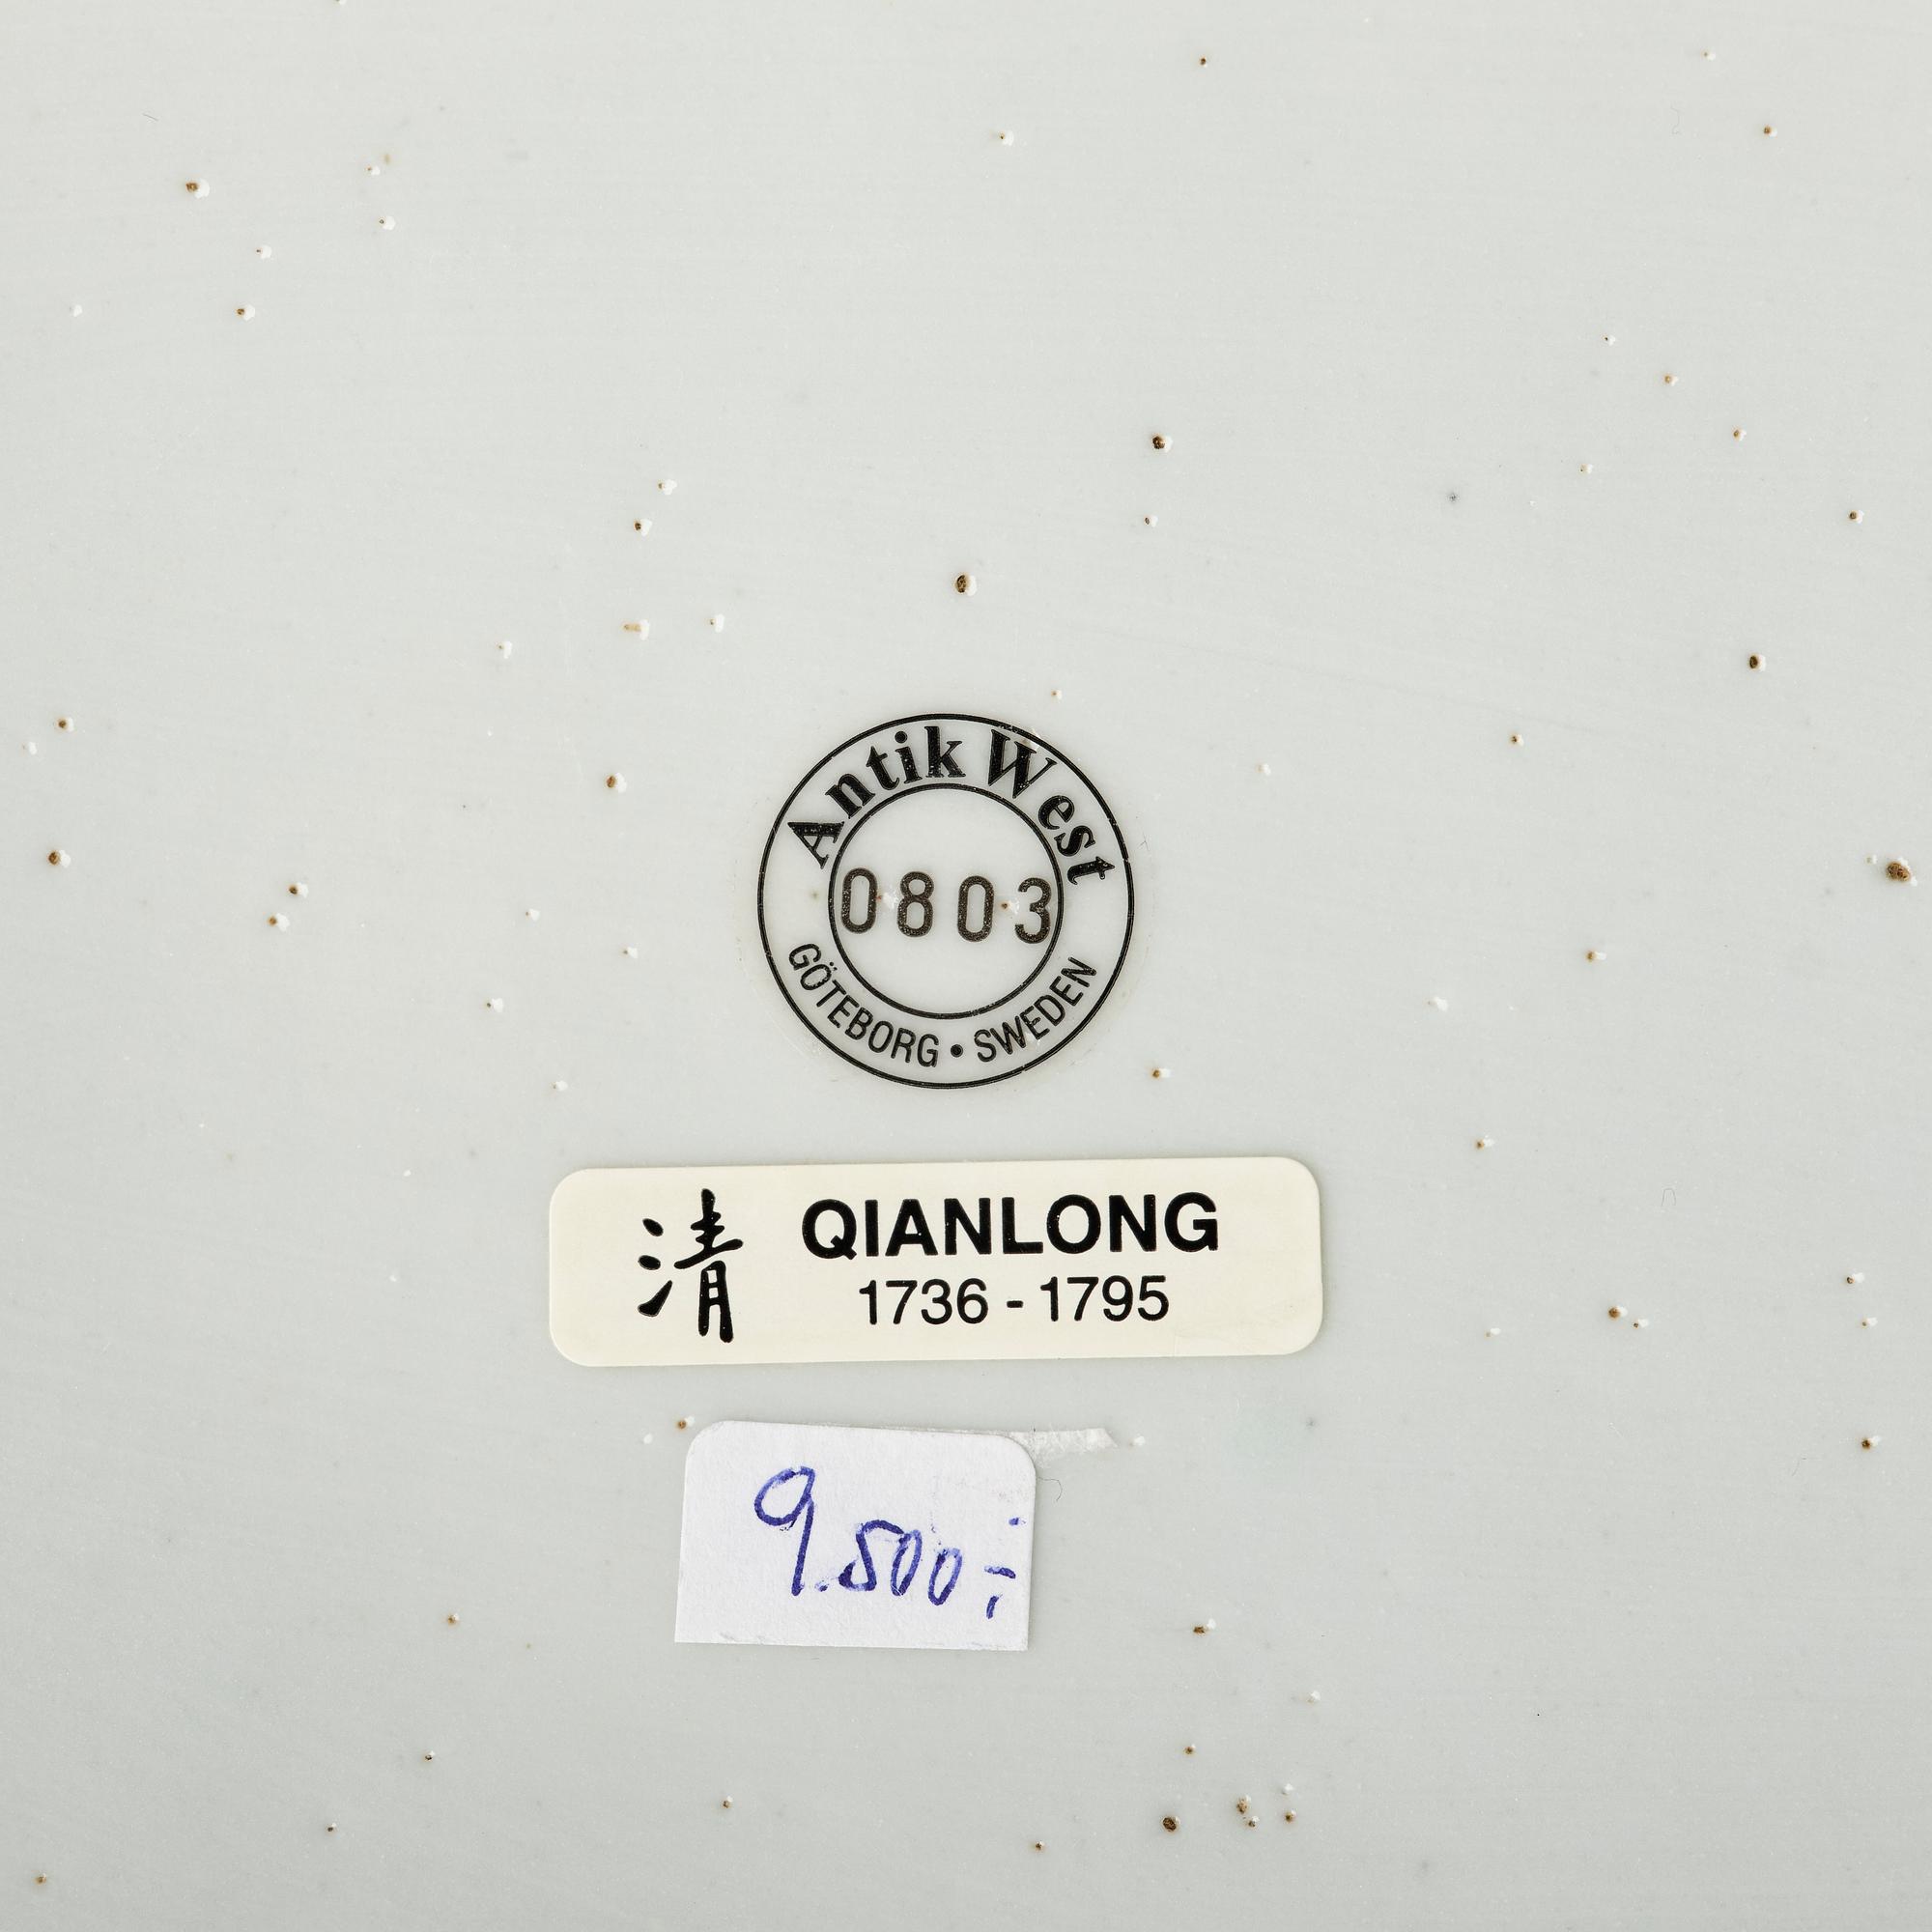 Antik West
0803
GÖTEBORG • SWEDEN
清 QIANLONG
1736 - 1795
9.500:-